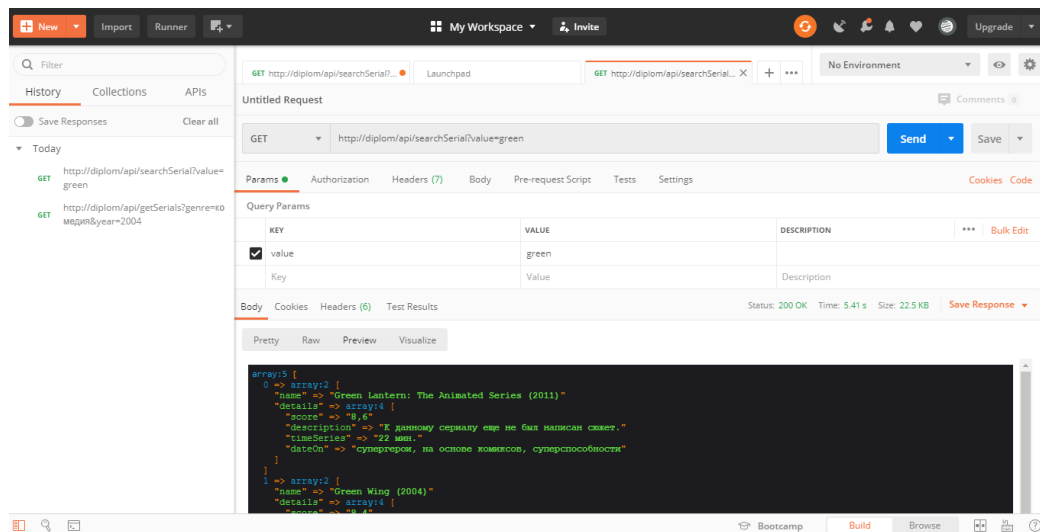 New Import Runner My Workspace Invite Upgrade
Filter
History Collections APIs
Save Responses Clear all
Today
GET http://diplom/api/searchSerial?value=
green
GET http://diplom/api/getSerials?genre=ко
медия&year=2004
GET http://diplom/api/searchSerial?... Launchpad GET http://diplom/api/searchSerial... X + ••• No Environment
Untitled Request Comments 0
GET http://diplom/api/searchSerial?value=green Send Save
Params Authorization Headers (7) Body Pre-request Script Tests Settings Cookies Code
Query Params
KEY VALUE DESCRIPTION ••• Bulk Edit
value green
Key Value Description
Body Cookies Headers (6) Test Results Status: 200 OK Time: 5.41 s Size: 22.5 KB Save Response
Pretty Raw Preview Visualize
array:5 [
0 => array:2 [
"name" => "Green Lantern: The Animated Series (2011)"
"details" => array:4 [
"score" => "8,6"
"description" => "К данному сериалу еще не был написан сюжет."
"timeSeries" => "22 мин."
"dateOn" => "супергерои, на основе комиксов, суперспособности"
]
]
1 => array:2 [
"name" => "Green Wing (2004)"
"details" => array:4 [
"score" => "8,4"
Bootcamp Build Browse